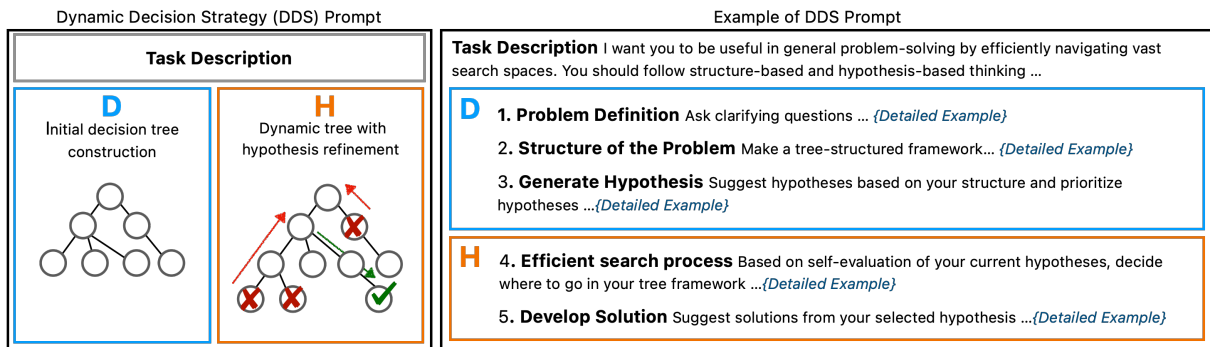 Dynamic Decision Strategy (DDS) Prompt
Task Description
D
Initial decision tree
construction
H
Dynamic tree with
hypothesis refinement
Example of DDS Prompt
Task Description I want you to be useful in general problem-solving by efficiently navigating vast
search spaces. You should follow structure-based and hypothesis-based thinking ...
D
1. Problem Definition Ask clarifying questions ... {Detailed Example}
2. Structure of the Problem Make a tree-structured framework... {Detailed Example}
3. Generate Hypothesis Suggest hypotheses based on your structure and prioritize
hypotheses ...{Detailed Example}
H
4. Efficient search process Based on self-evaluation of your current hypotheses, decide
where to go in your tree framework ...{Detailed Example}
5. Develop Solution Suggest solutions from your selected hypothesis ...{Detailed Example}